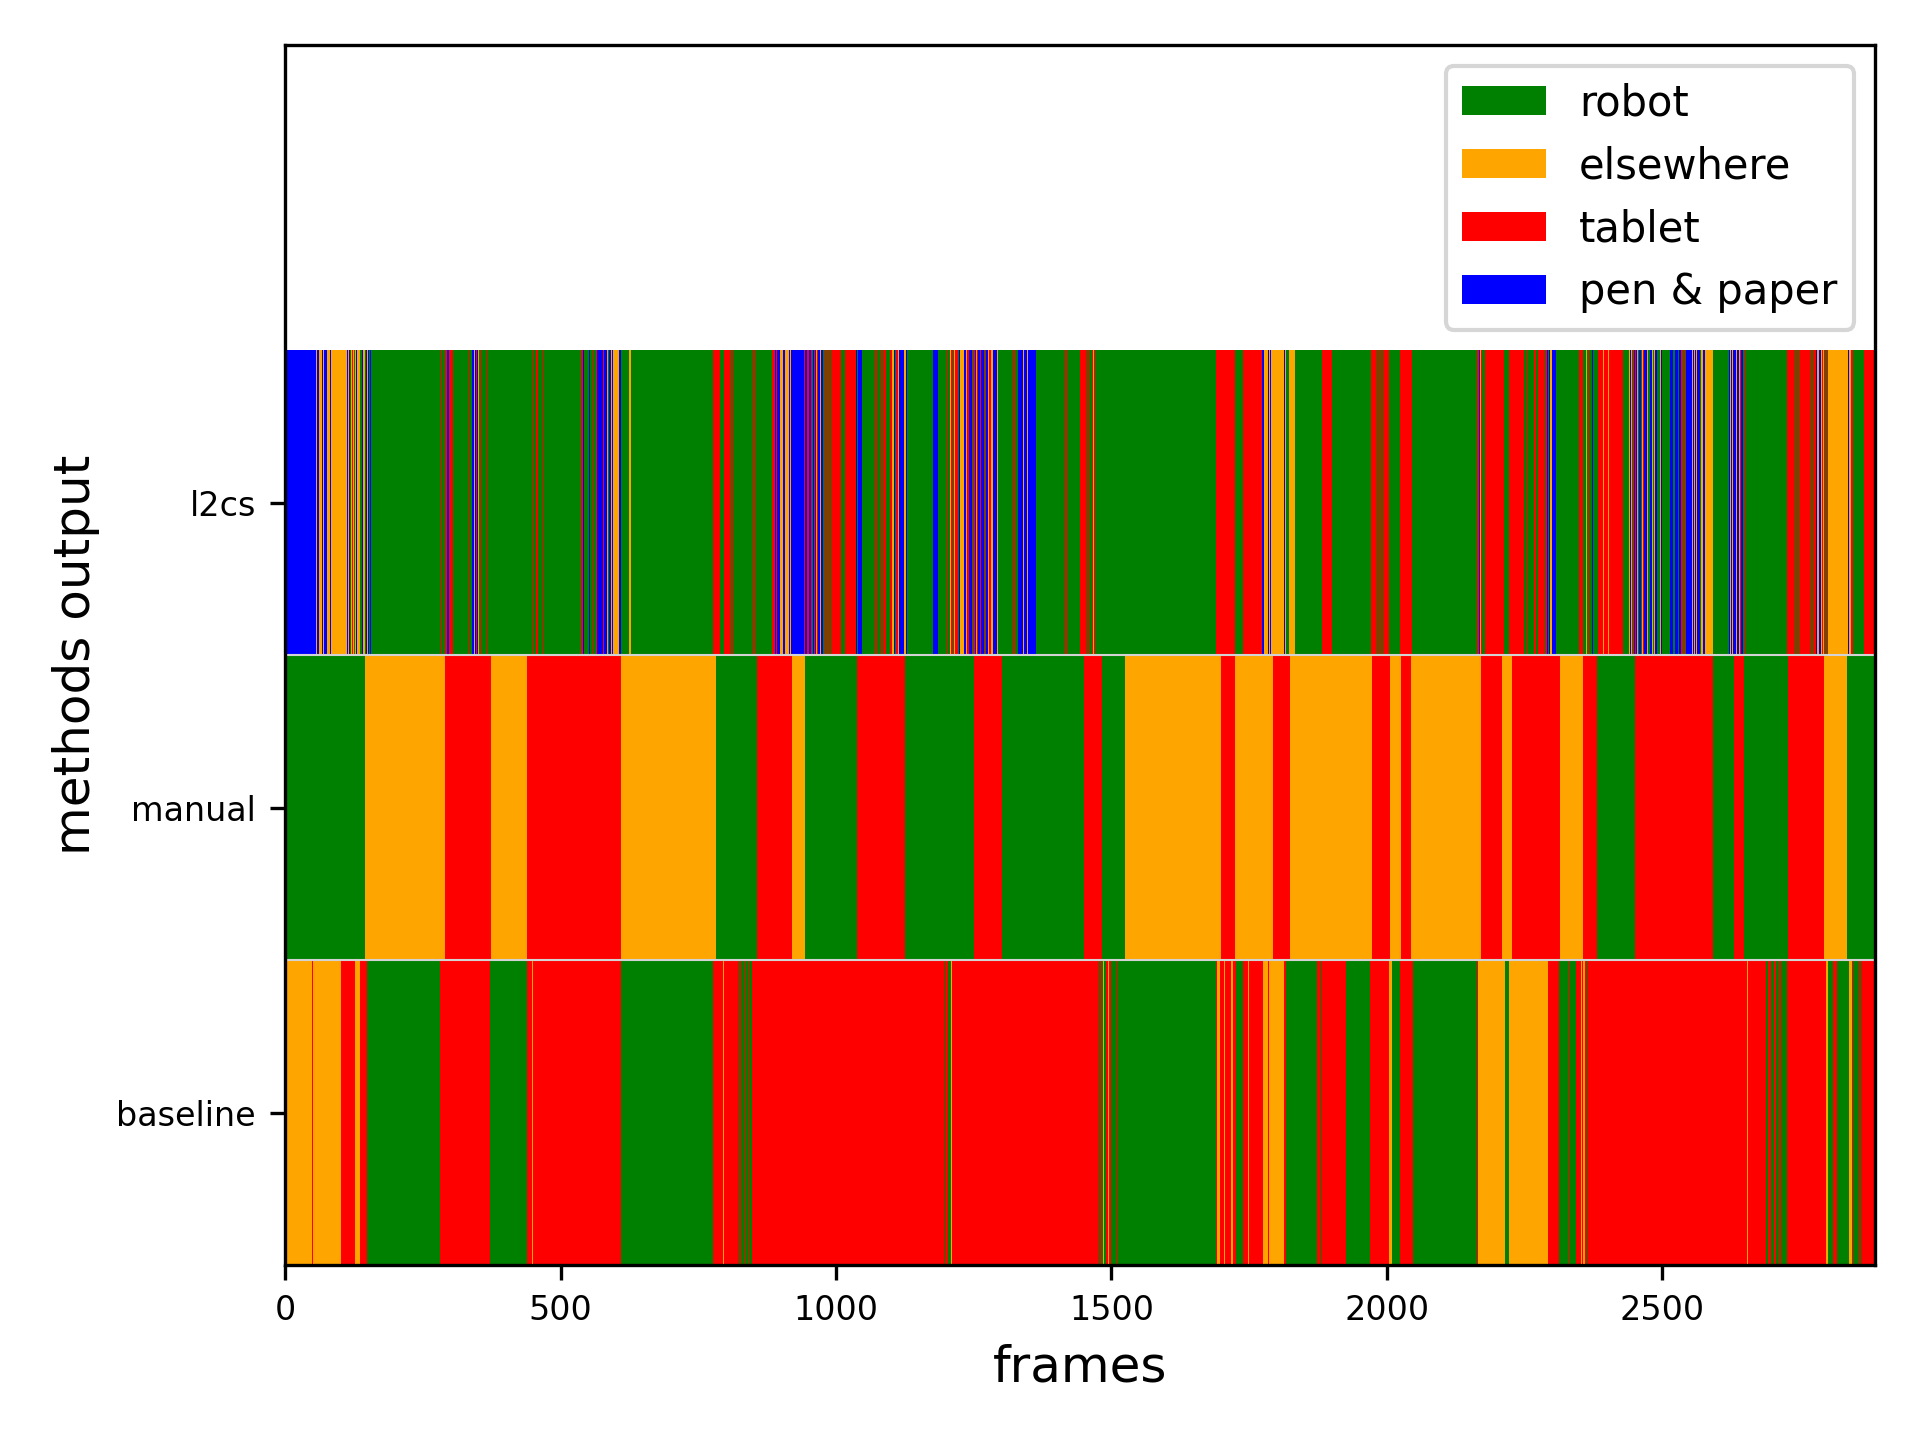 robot
elsewhere
tablet
pen & paper
methods output
l2cs
manual
baseline
0 500 1000 1500 2000 2500
frames